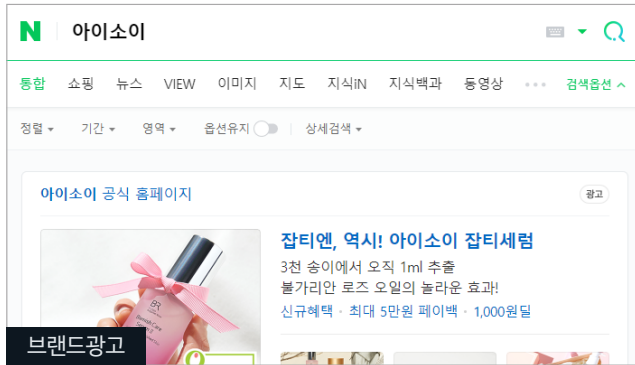 N 아이소이
통합 쇼핑 뉴스 VIEW 이미지 지도 지식iN 지식백과 동영상 검색옵션
정렬 기간 영역 옵션유지 상세검색
아이소이 공식 홈페이지 광고
잡티엔, 역시! 아이소이 잡티세럼
3천 송이에서 오직 1ml 추출
불가리안 로즈 오일의 놀라운 효과!
신규혜택 · 최대 5만원 페이백 · 1,000원딜
BR
Blemish Care
브랜드광고